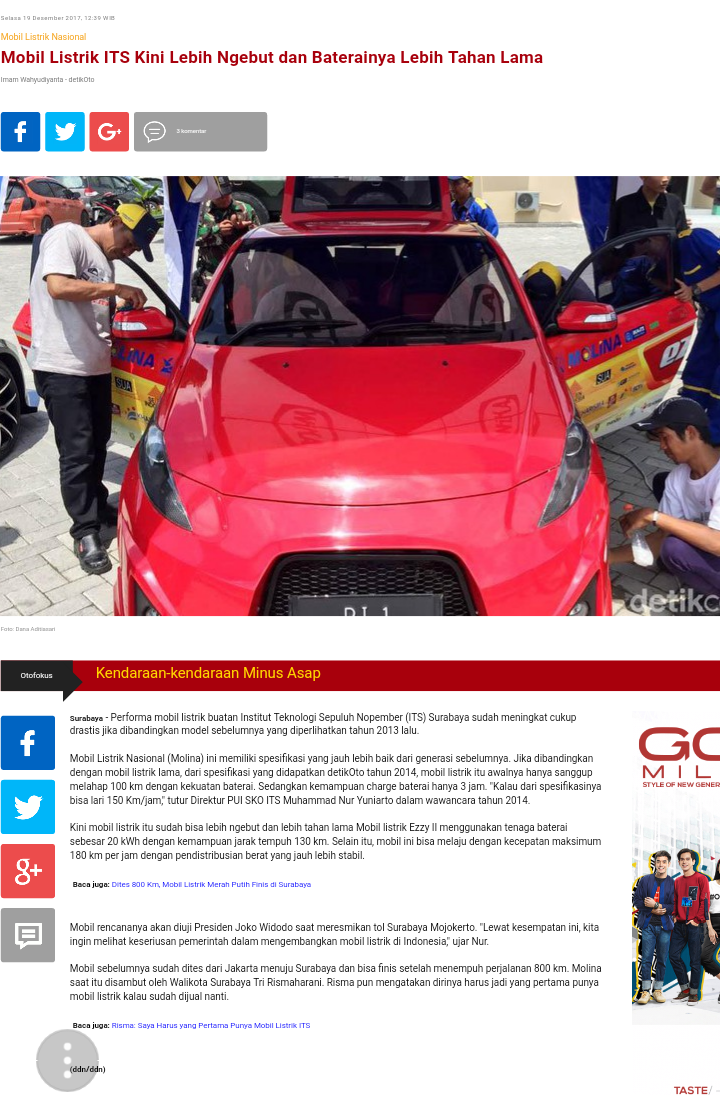 Selasa 19 Desember 2017, 12:39 WIB
Mobil Listrik Nasional
Mobil Listrik ITS Kini Lebih Ngebut dan Baterainya Lebih Tahan Lama
Imam Wahyudiyanta - detikOto
5 komentar
MOLINA
SUA
MOLINA
SUA
RI 1
detikc
Foto: Dana Aditiasari
Otofokus
Kendaraan-kendaraan Minus Asap
Surabaya - Performa mobil listrik buatan Institut Teknologi Sepuluh Nopember (ITS) Surabaya sudah meningkat cukup
drastis jika dibandingkan model sebelumnya yang diperlihatkan tahun 2013 lalu.
Mobil Listrik Nasional (Molina) ini memiliki spesifikasi yang jauh lebih baik dari generasi sebelumnya. Jika dibandingkan
dengan mobil listrik lama, dari spesifikasi yang didapatkan detikOto tahun 2014, mobil listrik itu awalnya hanya sanggup
melahap 100 km dengan kekuatan baterai. Sedangkan kemampuan charge baterai hanya 3 jam. "Kalau dari spesifikasinya
bisa lari 150 Km/jam," tutur Direktur PUI SKO ITS Muhammad Nur Yuniarto dalam wawancara tahun 2014.
Kini mobil listrik itu sudah bisa lebih ngebut dan lebih tahan lama Mobil listrik Ezzy II menggunakan tenaga baterai
sebesar 20 kWh dengan kemampuan jarak tempuh 130 km. Selain itu, mobil ini bisa melaju dengan kecepatan maksimum
180 km per jam dengan pendistribusian berat yang jauh lebih stabil.
Baca juga: Dites 800 Km, Mobil Listrik Merah Putih Finis di Surabaya
Mobil rencananya akan diuji Presiden Joko Widodo saat meresmikan tol Surabaya Mojokerto. "Lewat kesempatan ini, kita
ingin melihat keseriusan pemerintah dalam mengembangkan mobil listrik di Indonesia," ujar Nur.
Mobil sebelumnya sudah dites dari Jakarta menuju Surabaya dan bisa finis setelah menempuh perjalanan 800 km. Molina
saat itu disambut oleh Walikota Surabaya Tri Rismaharani. Risma pun mengatakan dirinya harus jadi yang pertama punya
mobil listrik kalau sudah dijual nanti.
Baca juga: Risma: Saya Harus yang Pertama Punya Mobil Listrik ITS
(ddn/ddn)
GO
MIL
STYLE OF NEW GENER
TASTE/